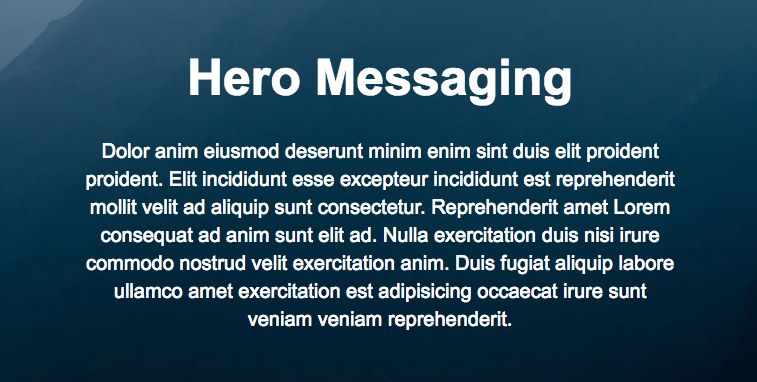 Hero Messaging
Dolor anim eiusmod deserunt minim enim sint duis elit proident
proident. Elit incididunt esse excepteur incididunt est reprehenderit
mollit velit ad aliquip sunt consectetur. Reprehenderit amet Lorem
consequat ad anim sunt elit ad. Nulla exercitation duis nisi irure
commodo nostrud velit exercitation anim. Duis fugiat aliquip labore
ullamco amet exercitation est adipisicing occaecat irure sunt
veniam veniam reprehenderit.